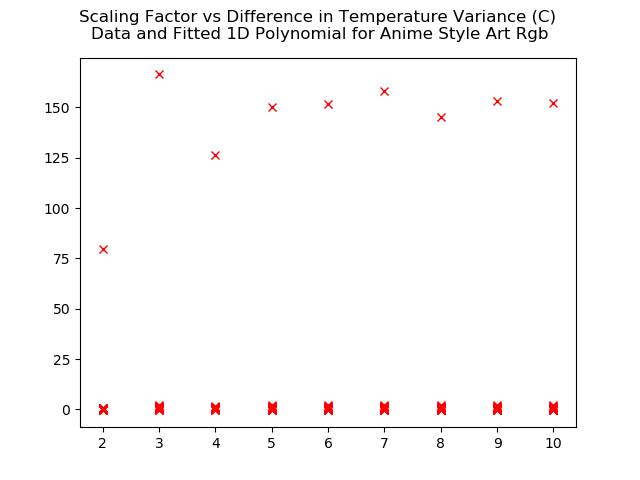 Scaling Factor vs Difference in Temperature Variance (C)
Data and Fitted 1D Polynomial for Anime Style Art Rgb
150
125
100
75
50
25
0
2 3 4 5 6 7 8 9 10